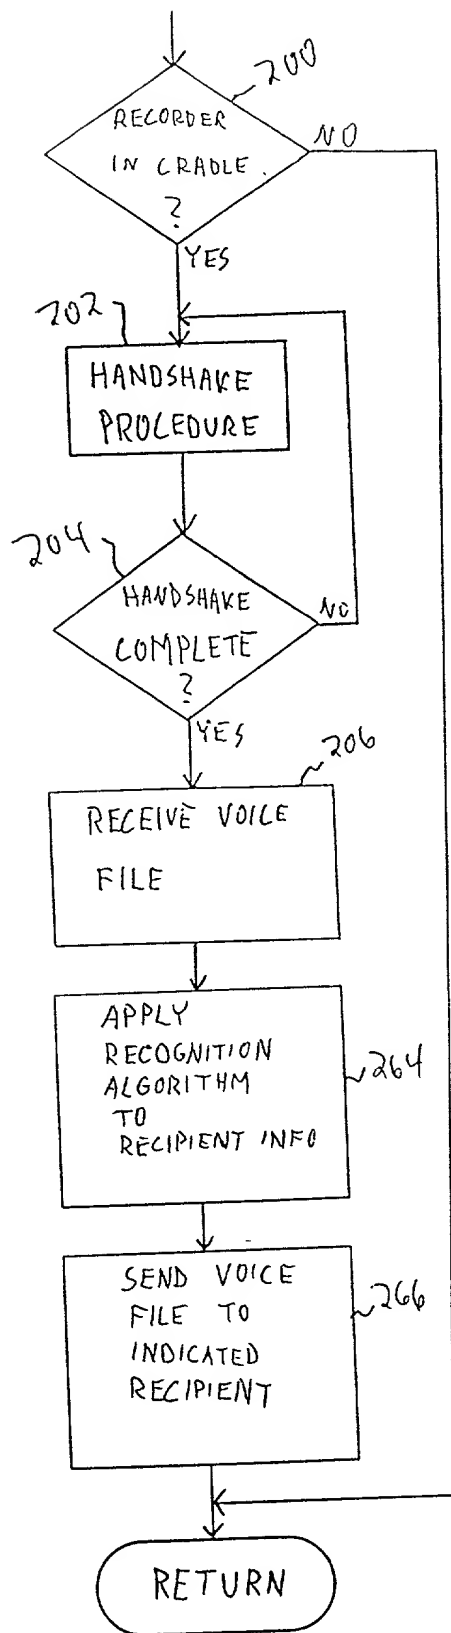 200
RECORDER
IN CRADLE
?
NO
YES
202
HANDSHAKE
PROCEDURE
204
HANDSHAKE
COMPLETE
?
NO
YES
206
RECEIVE VOICE
FILE
APPLY
RECOGNITION
ALGORITHM
TO
RECIPIENT INFO
264
SEND VOICE
FILE TO
INDICATED
RECIPIENT
266
RETURN